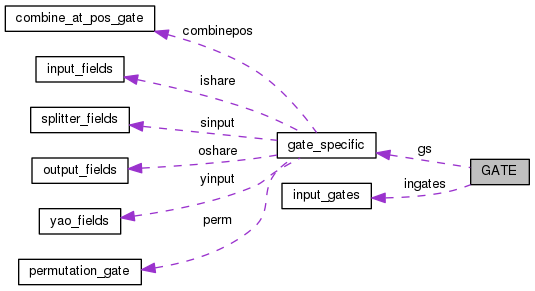 combine_at_pos_gate
combinepos
input_fields
ishare
splitter_fields
sinput
gate_specific
gs
output_fields
oshare
GATE
yinput
ingates
input_gates
yao_fields
perm
permutation_gate